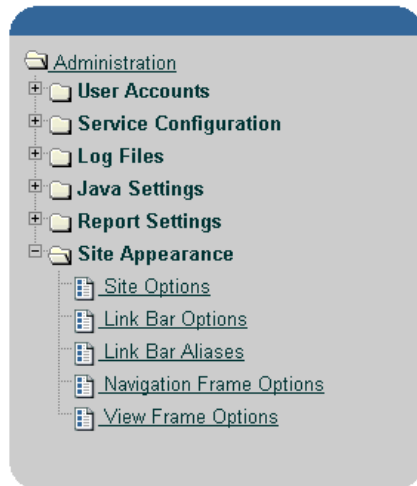 Administration
User Accounts
Service Configuration
Log Files
Java Settings
Report Settings
Site Appearance
Site Options
Link Bar Options
Link Bar Aliases
Navigation Frame Options
View Frame Options